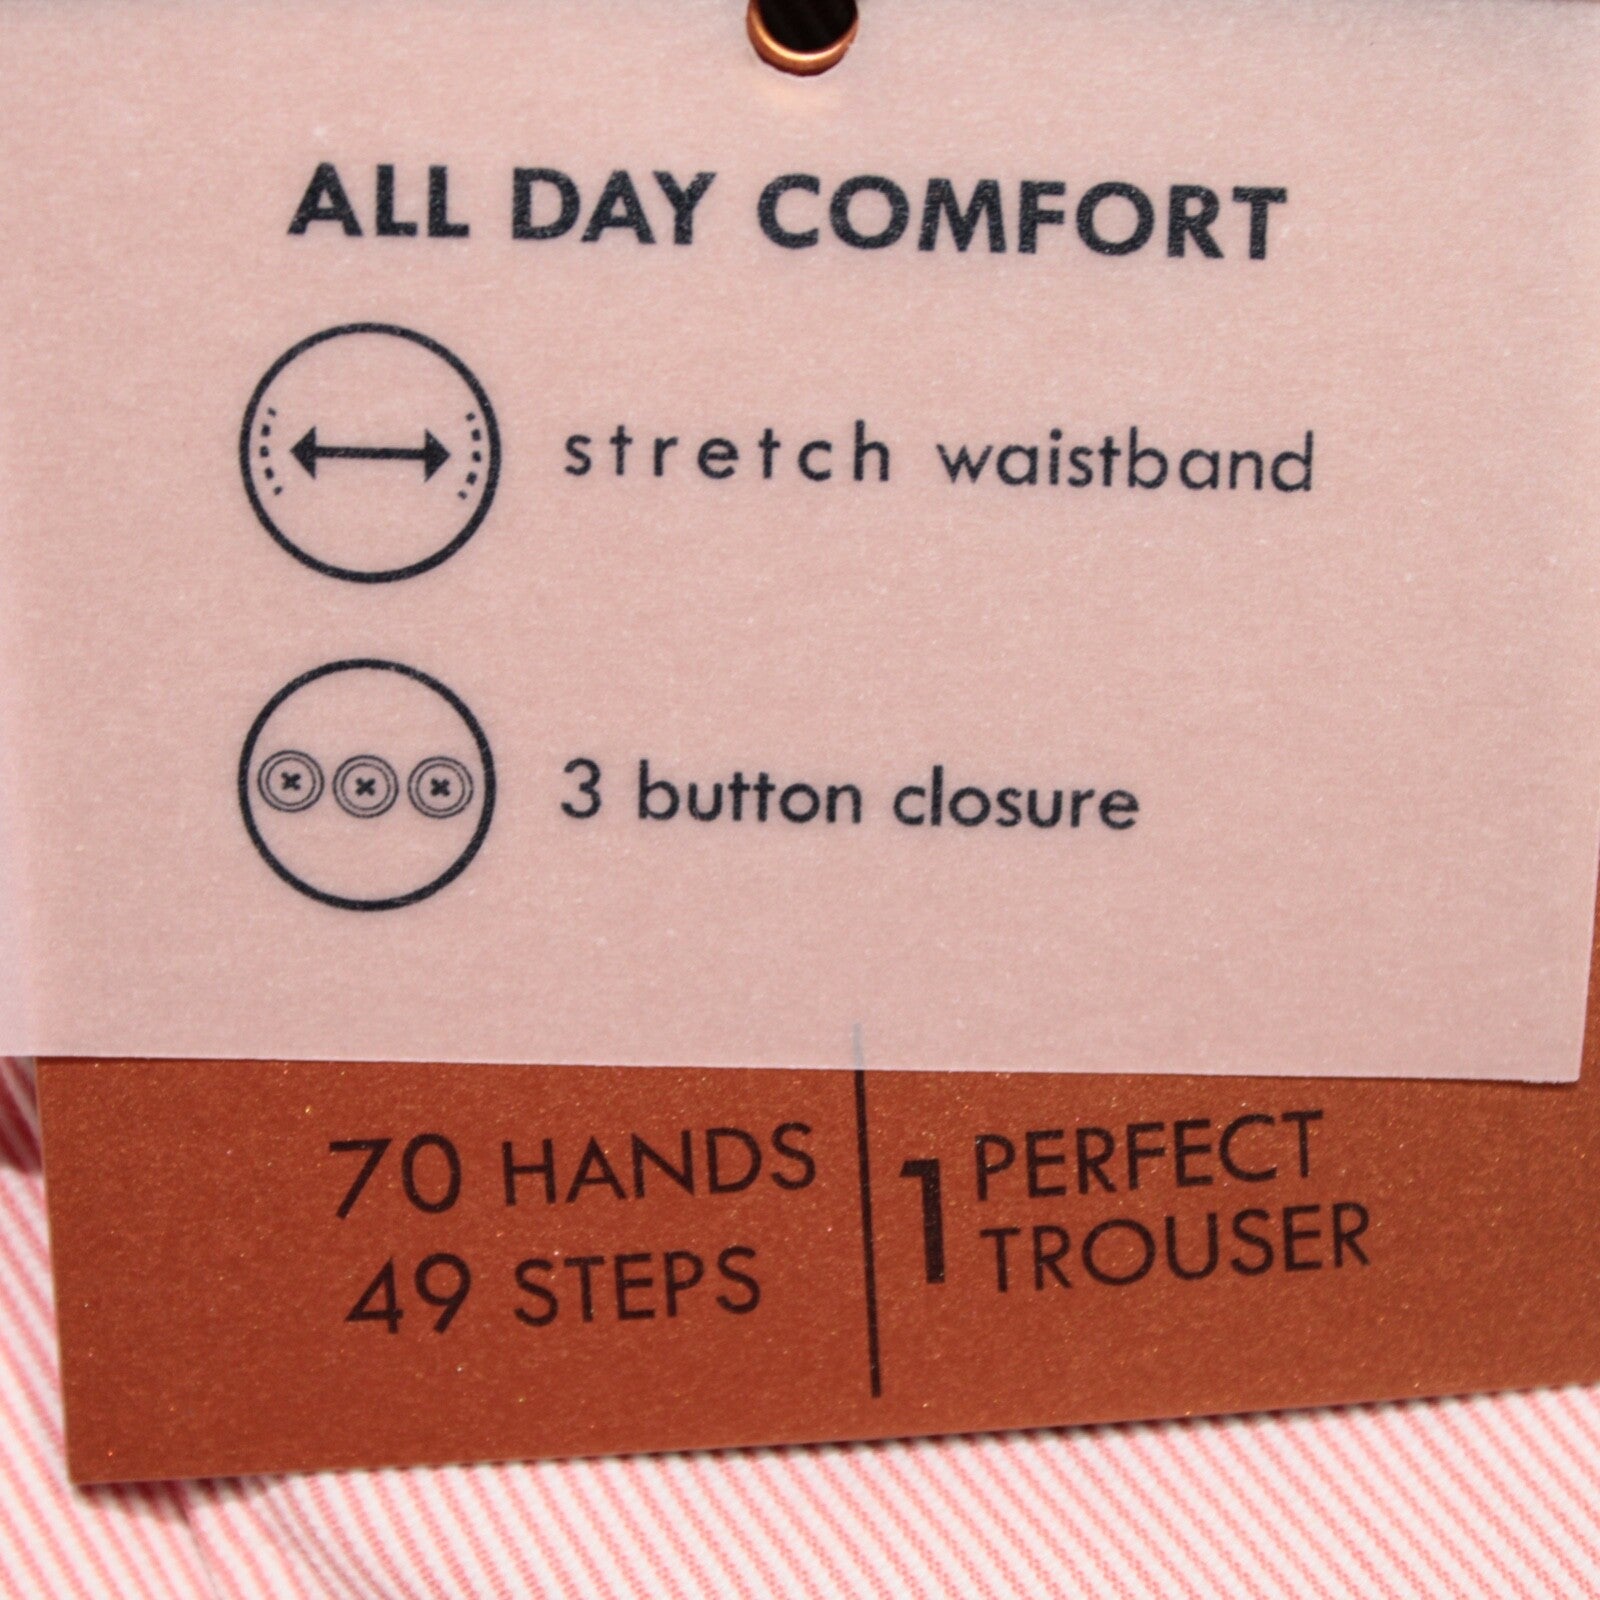 ALL DAY COMFORT
stretch waistband
3 button closure
70 HANDS
49 STEPS
1 PERFECT
TROUSER